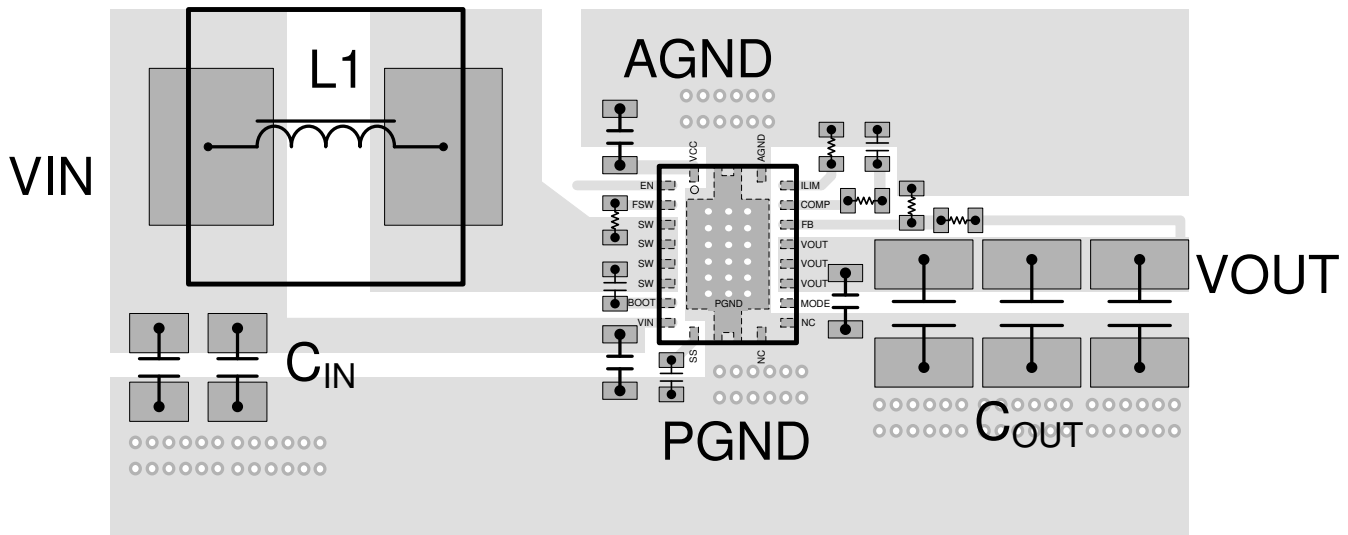 L1
AGND
VIN
VCC
AGND
EN
FSW
SW
SW
SW
SW
BOOT
VIN
ILIM
COMP
FB
VOUT
VOUT
VOUT
MODE
NC
PGND
SS
NC
VOUT
CIN
PGND
COUT